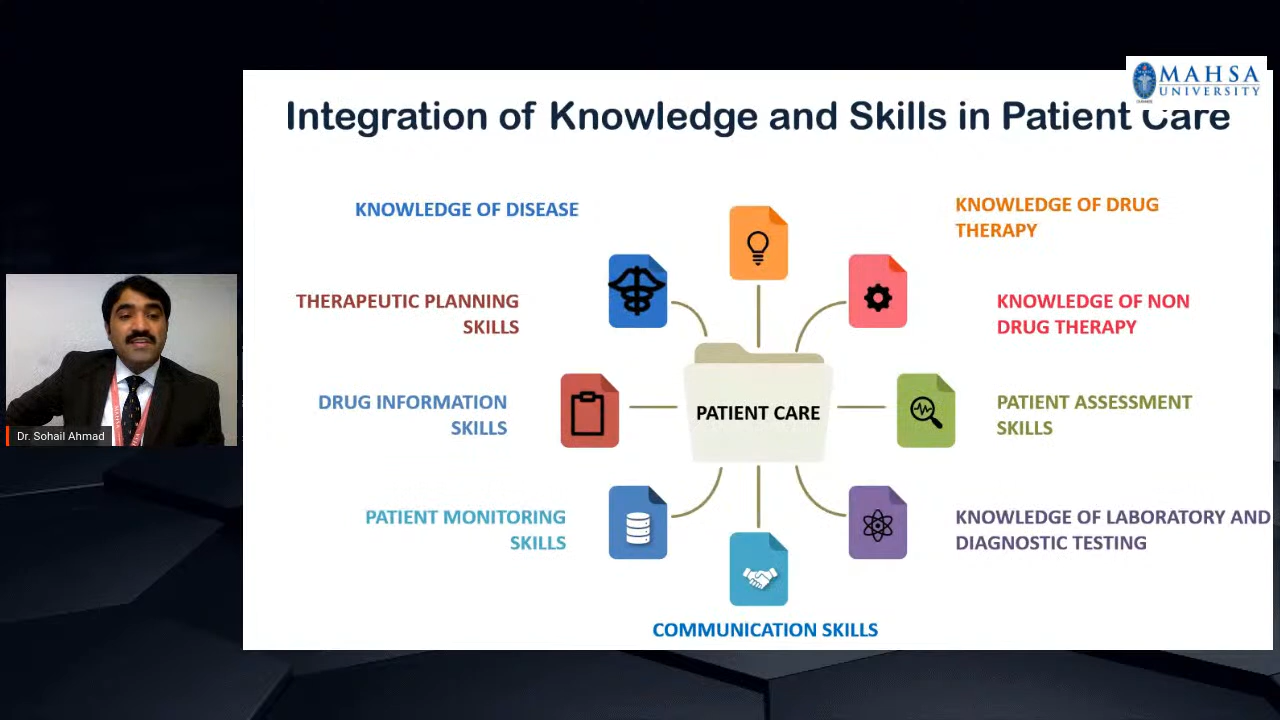 MAHSA
UNIVERSITY
Integration of Knowledge and Skills in Patient Care
KNOWLEDGE OF DISEASE
KNOWLEDGE OF DRUG
THERAPY
THERAPEUTIC PLANNING
SKILLS
KNOWLEDGE OF NON
DRUG THERAPY
DRUG INFORMATION
SKILLS
PATIENT CARE
PATIENT ASSESSMENT
SKILLS
Dr. Sohail Ahmad
PATIENT MONITORING
SKILLS
KNOWLEDGE OF LABORATORY AND
DIAGNOSTIC TESTING
COMMUNICATION SKILLS